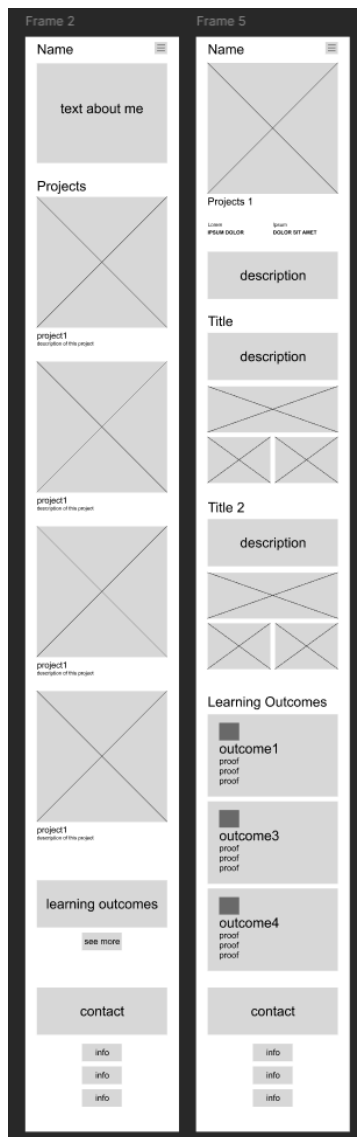 Frame 2
Name
text about me
Projects
project1
description of this project
project1
description of this project
project1
description of this project
project1
description of this project
learning outcomes
see more
contact
info
info
info
Frame 5
Name
Projects 1
Lorem
IPSUM DOLOR
Ipsum
DOLOR SIT AMET
description
Title
description
Title 2
description
Learning Outcomes
outcome1
proof
proof
proof
outcome3
proof
proof
proof
outcome4
proof
proof
proof
contact
info
info
info